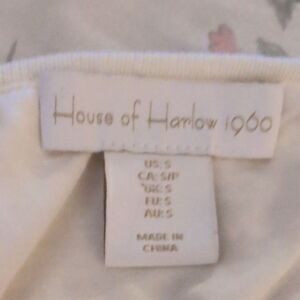 House of Harlow 1960
US: S
CA: S/P
UK: S
EU: S
AU: S
MADE IN
CHINA